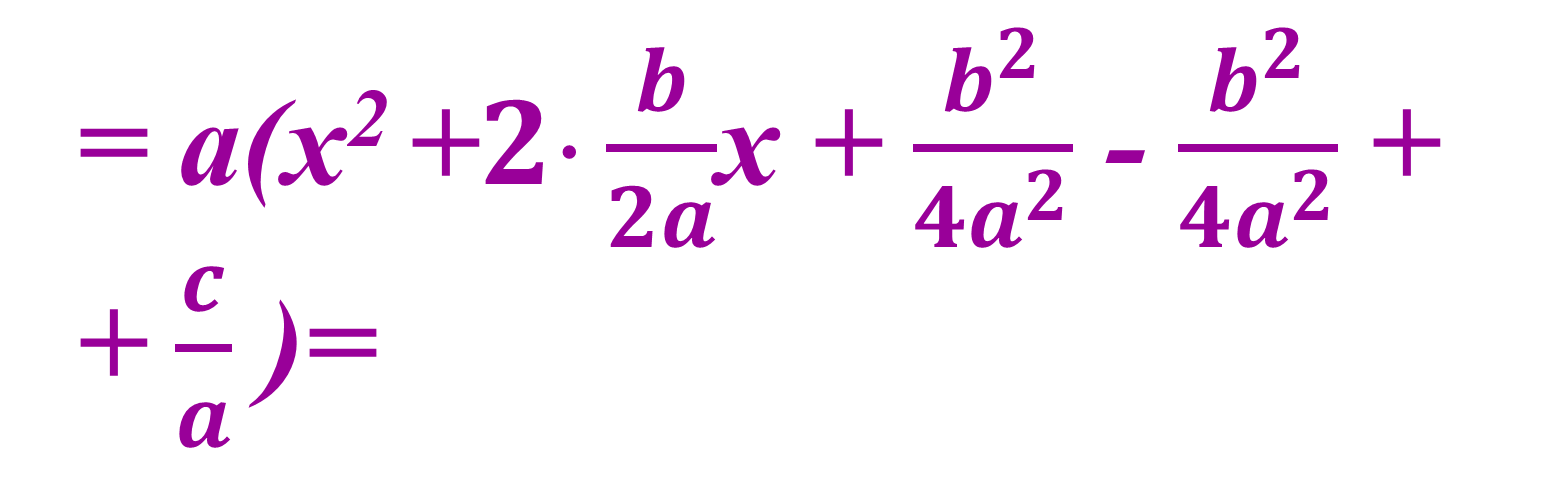 = a(x² +2 · b/2a x + b²/4a² - b²/4a² +
+ c/a )=